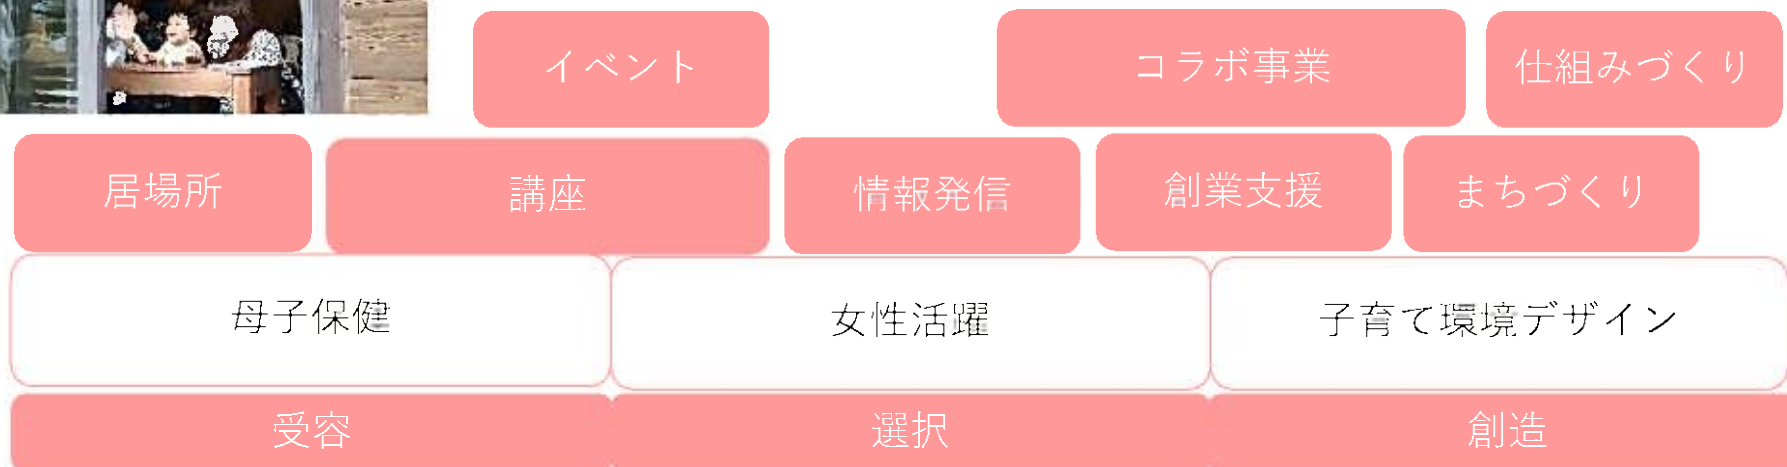 イベント
コラボ事業
仕組みづくり
居場所
講座
情報発信
創業支援
まちづくり
母子保健
女性活躍
子育て環境デザイン
受容
選択
創造